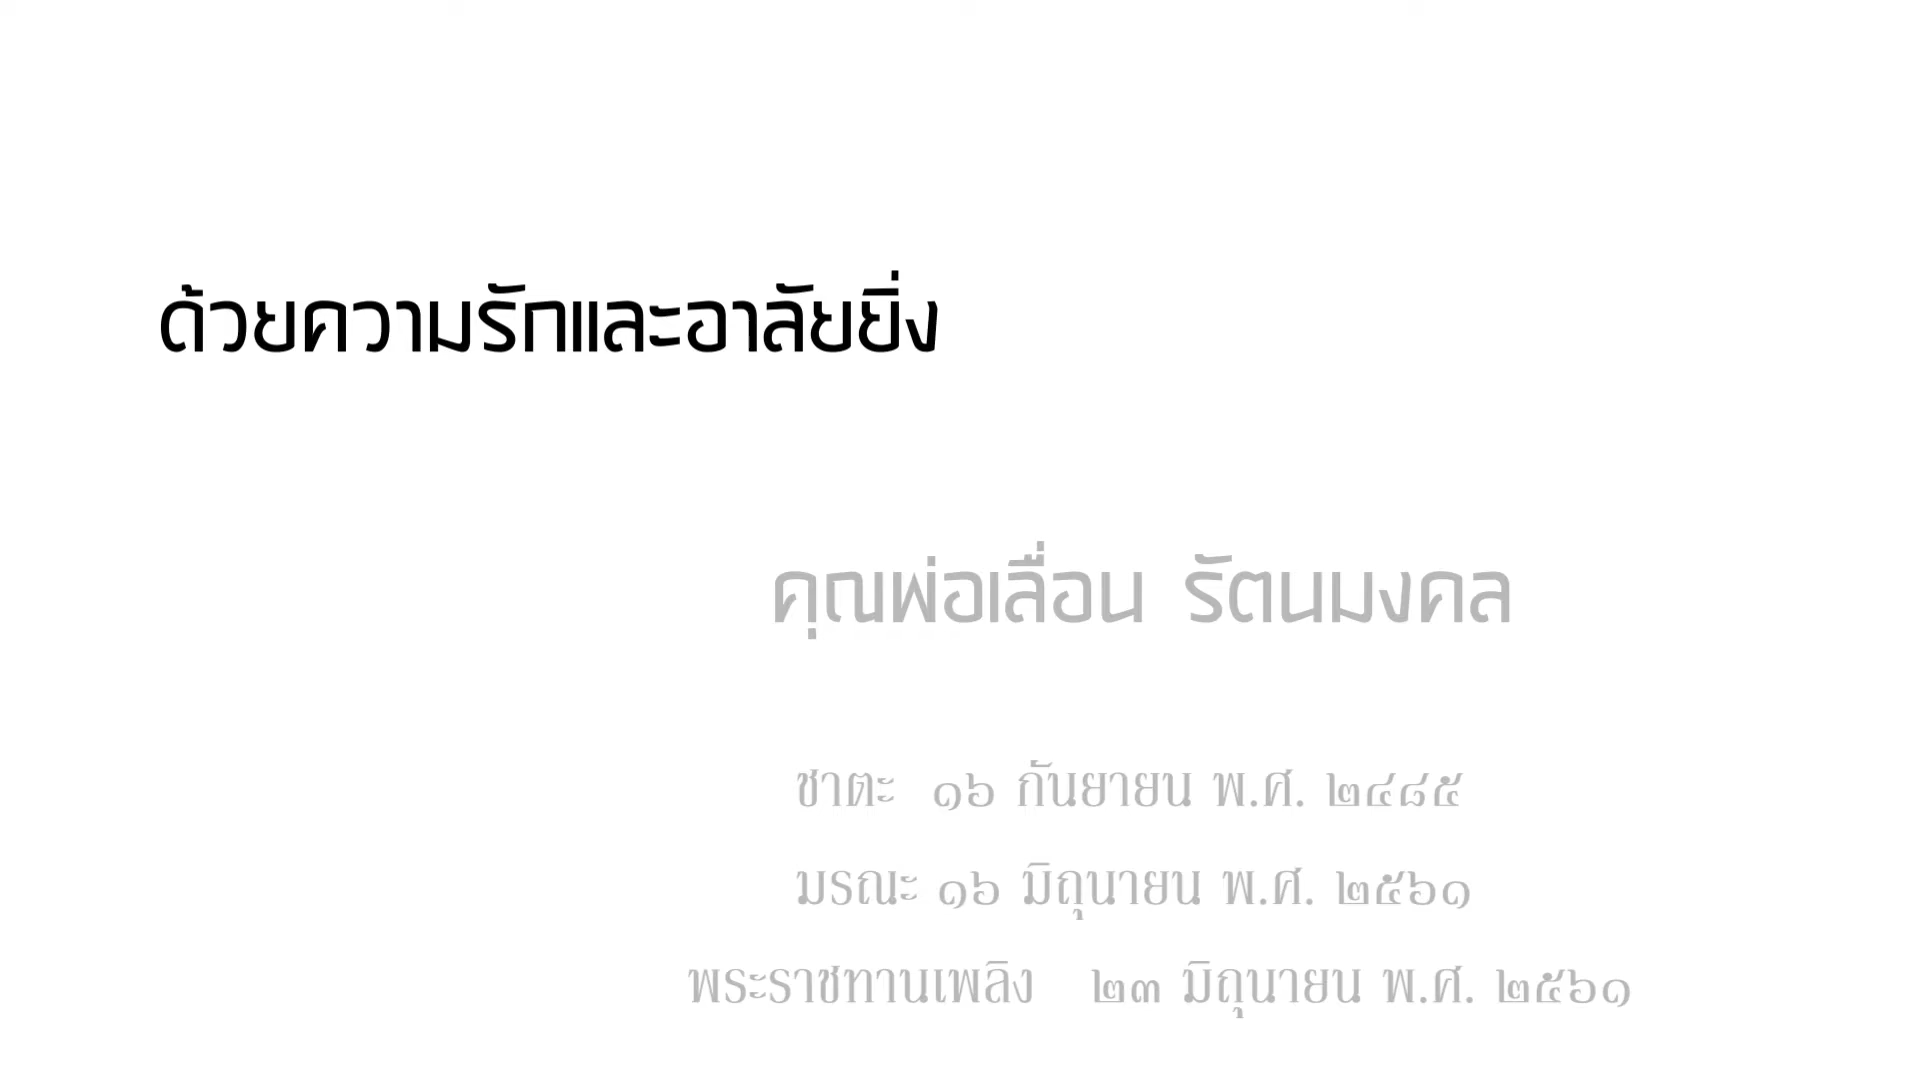 ด้วยความรักและอาลัยยิ่ง
คุณพ่อเลื่อน รัตนมงคล
ชาตะ ๑๖ กันยายน พ.ศ. ๒๔๘๕
มรณะ ๑๖ มิถุนายน พ.ศ. ๒๕๖๑
พระราชทานเพลิง ๒๓ มิถุนายน พ.ศ. ๒๕๖๑